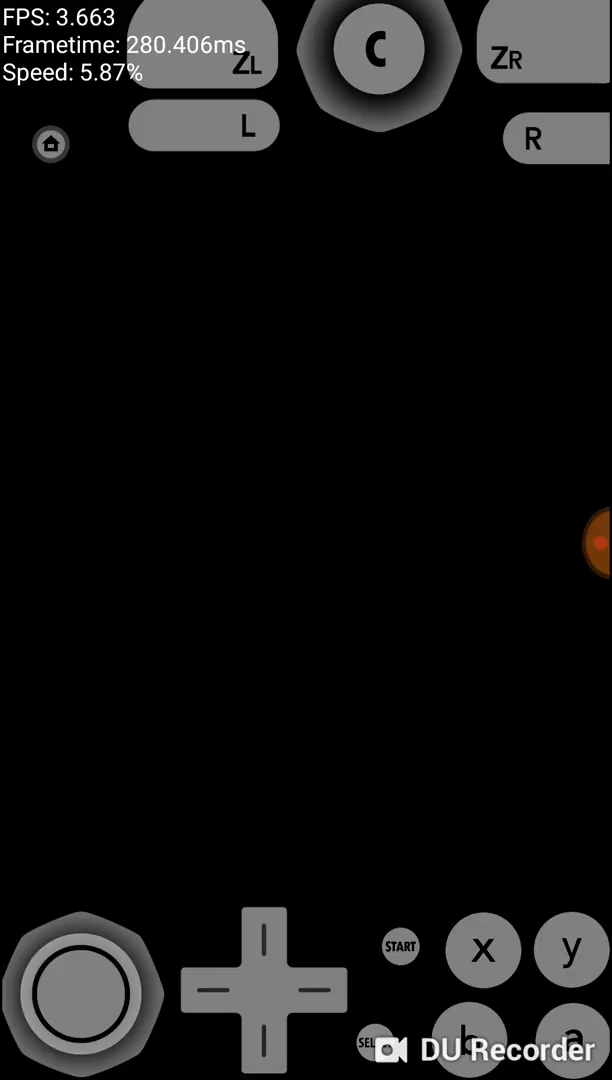 FPS: 3.663
Frametime: 280.406ms
Speed: 5.87%
ZL
C
ZR
L
R
START
x
y
b
a
DU Recorder